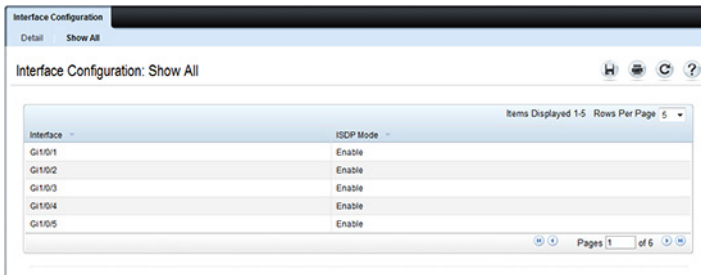 Interface Configuration
Detail Show All
Interface Configuration: Show All
Items Displayed 1-5 Rows Per Page 5
Interface ISDP Mode
Gi1/0/1 Enable
Gi1/0/2 Enable
Gi1/0/3 Enable
Gi1/0/4 Enable
Gi1/0/5 Enable
Pages 1 of 6